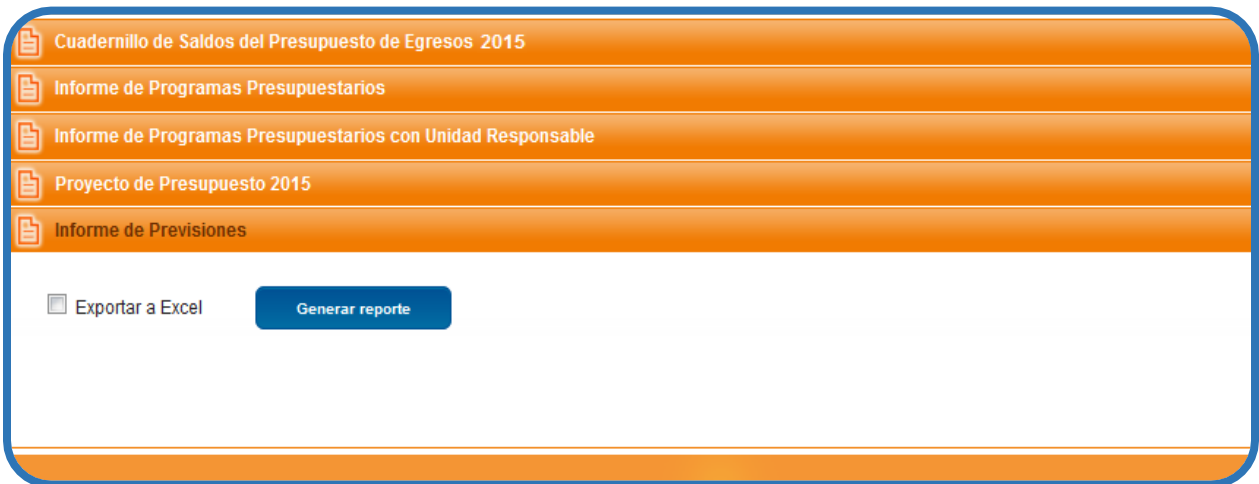 Cuadernillo de Saldos del Presupuesto de Egresos 2015
Informe de Programas Presupuestarios
Informe de Programas Presupuestarios con Unidad Responsable
Proyecto de Presupuesto 2015
Informe de Previsiones
Exportar a Excel Generar reporte